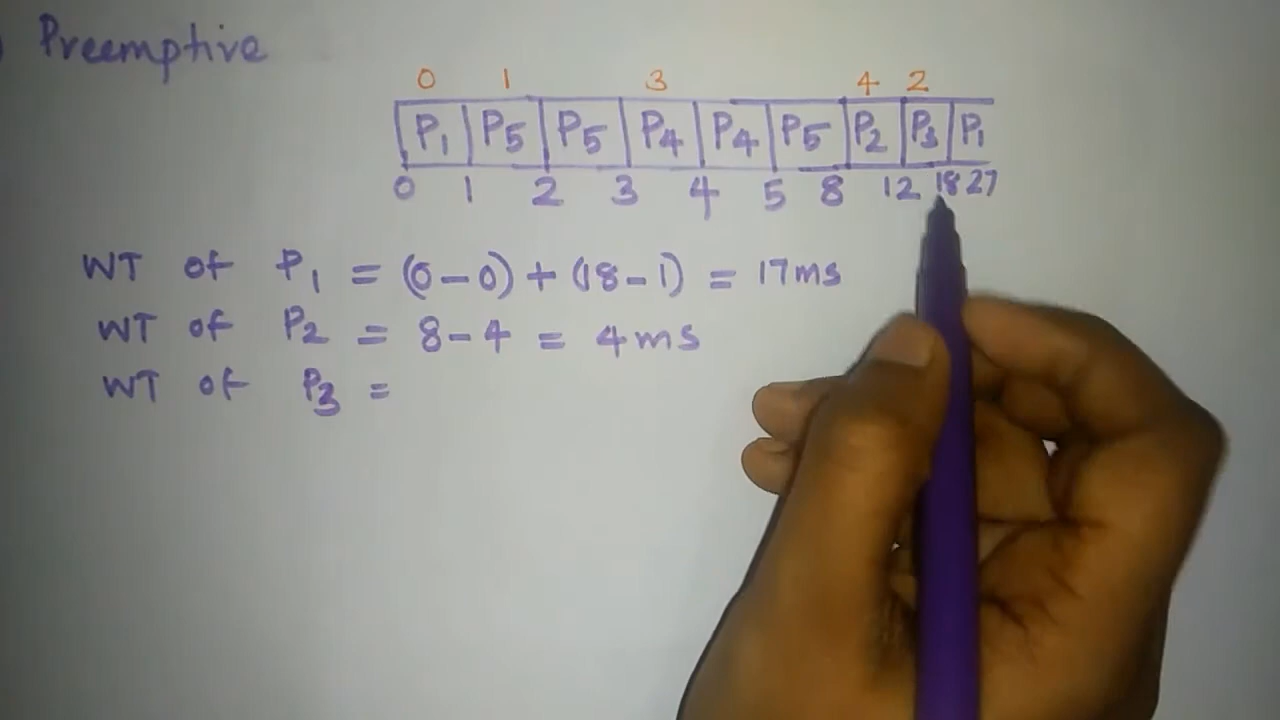 Preemptive
0 1 3 4 2
P1 P5 P5 P4 P4 P5 P2 P3 P1
0 1 2 3 4 5 8 12 18 27
WT of P1 = (0-0) + (18-1) = 17ms
WT of P2 = 8-4 = 4ms
WT of P3 =